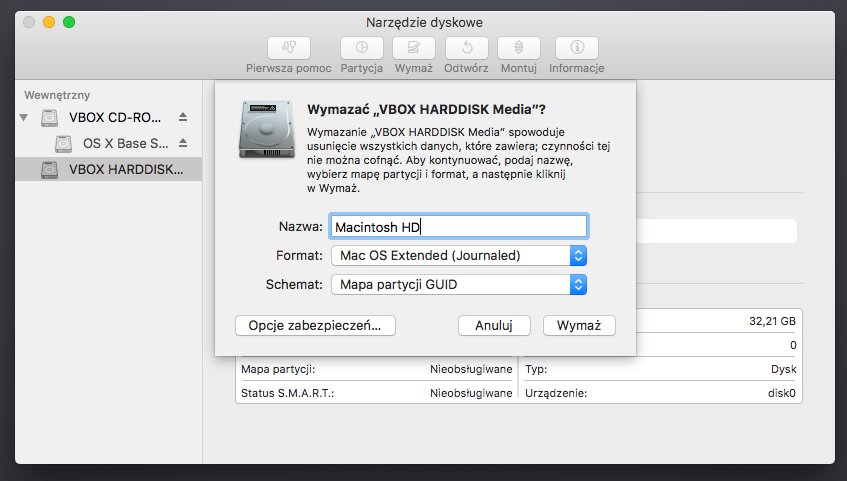 Narzędzie dyskowe
Pierwsza pomoc
Partycja
Wymaż
Odtwórz
Montuj
Informacje
Wewnętrzny
VBOX CD-RO...
OS X Base S...
VBOX HARDDISK...
Wymazać „VBOX HARDDISK Media”?
Wymazanie „VBOX HARDDISK Media” spowoduje
usunięcie wszystkich danych, które zawiera; czynności tej
nie można cofnąć. Aby kontynuować, podaj nazwę,
wybierz mapę partycji i format, a następnie kliknij
w Wymaż.
Nazwa: Macintosh HD
Format: Mac OS Extended (Journaled)
Schemat: Mapa partycji GUID
Opcje zabezpieczeń...
Anuluj
Wymaż
32,21 GB
0
Mapa partycji: Nieobsługiwane
Typ: Dysk
Status S.M.A.R.T.: Nieobsługiwane
Urządzenie: disk0